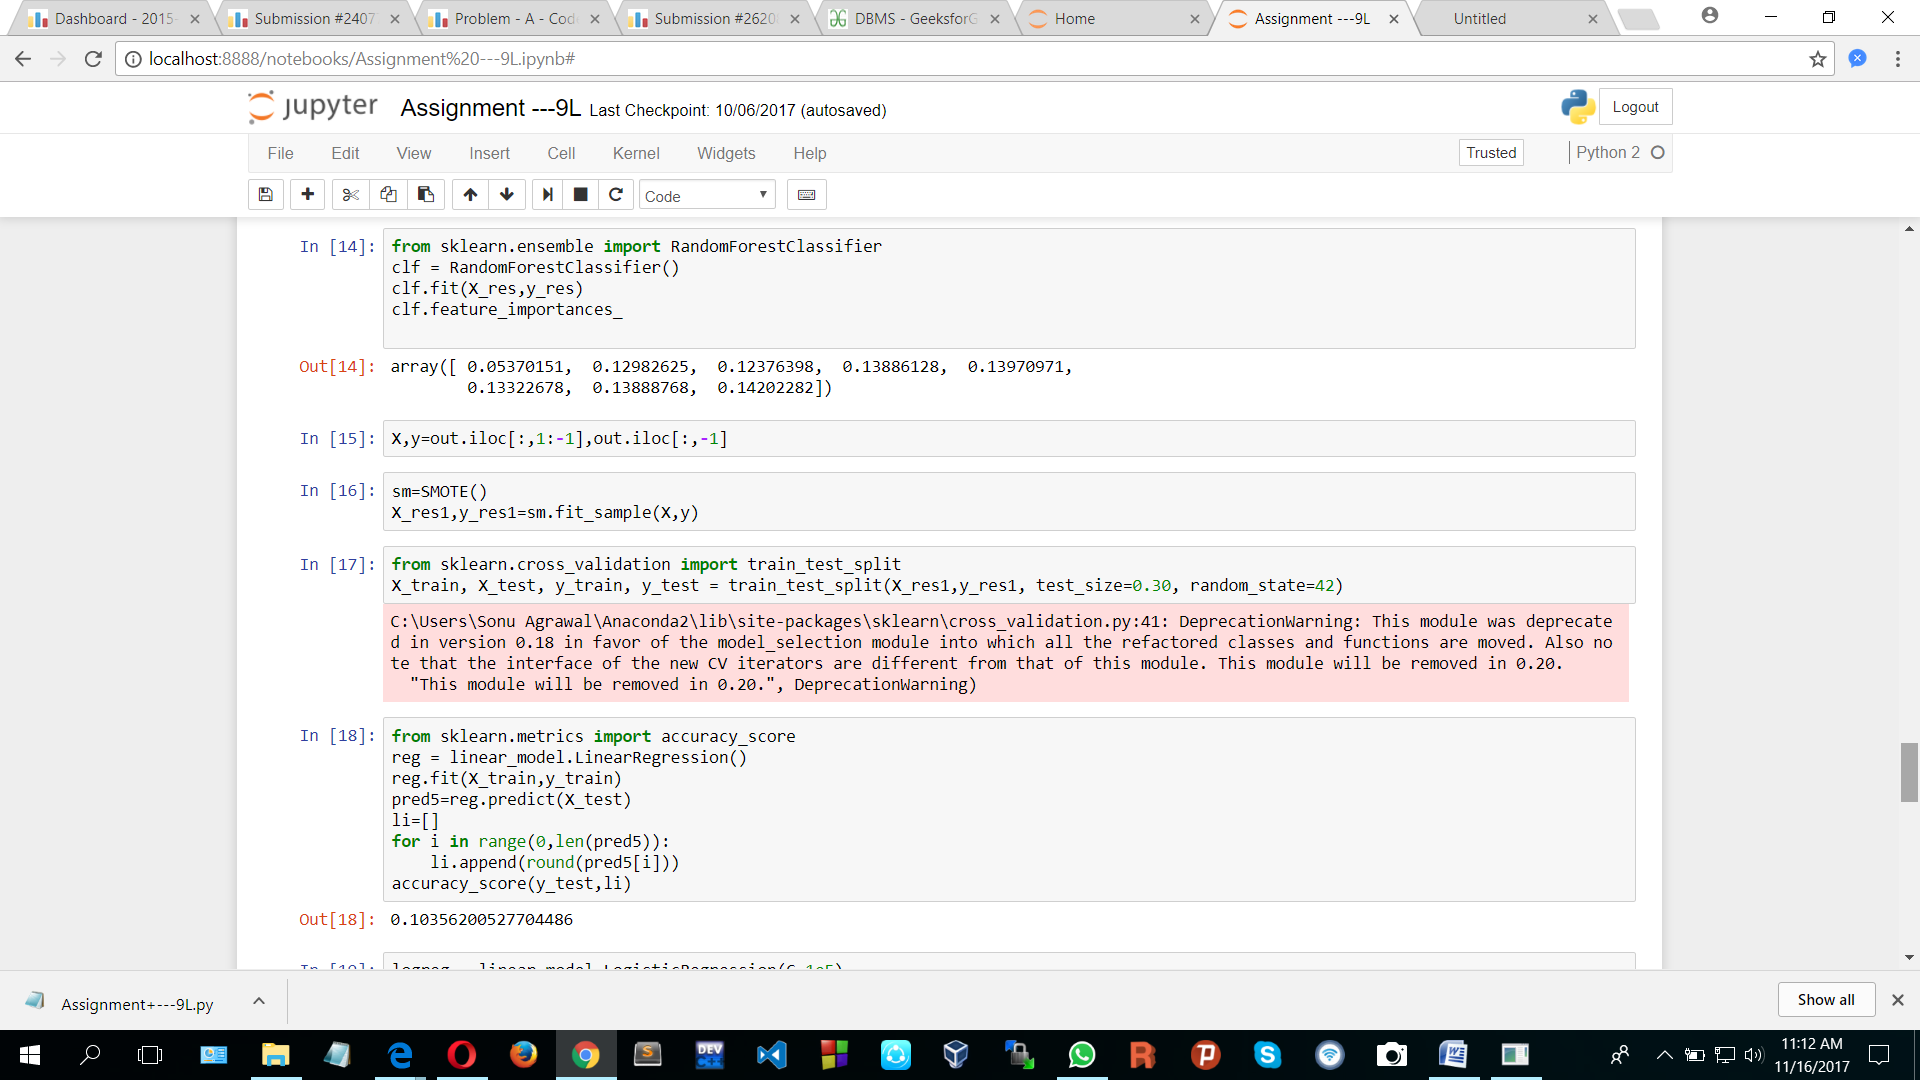 Dashboard - 2015-
Submission #2407
Problem - A - Cod
Submission #2620
DBMS - GeeksforG
Home
Assignment ---9L
Untitled
localhost:8888/notebooks/Assignment%20---9L.ipynb#
jupyter
Assignment ---9L Last Checkpoint: 10/06/2017 (autosaved)
Logout
File Edit View Insert Cell Kernel Widgets Help
Trusted
Python 2
Code
In [14]: from sklearn.ensemble import RandomForestClassifier
clf = RandomForestClassifier()
clf.fit(X_res,y_res)
clf.feature_importances_
Out[14]: array([ 0.05370151, 0.12982625, 0.12376398, 0.13886128, 0.13970971,
0.13322678, 0.13888768, 0.14202282])
In [15]: X,y=out.iloc[:,1:-1],out.iloc[:,-1]
In [16]: sm=SMOTE()
X_res1,y_res1=sm.fit_sample(X,y)
In [17]: from sklearn.cross_validation import train_test_split
X_train, X_test, y_train, y_test = train_test_split(X_res1,y_res1, test_size=0.30, random_state=42)
C:\Users\Sonu Agrawal\Anaconda2\lib\site-packages\sklearn\cross_validation.py:41: DeprecationWarning: This module was deprecate
d in version 0.18 in favor of the model_selection module into which all the refactored classes and functions are moved. Also no
te that the interface of the new CV iterators are different from that of this module. This module will be removed in 0.20.
"This module will be removed in 0.20.", DeprecationWarning)
In [18]: from sklearn.metrics import accuracy_score
reg = linear_model.LinearRegression()
reg.fit(X_train,y_train)
pred5=reg.predict(X_test)
li=[]
for i in range(0,len(pred5)):
li.append(round(pred5[i]))
accuracy_score(y_test,li)
Out[18]: 0.10356200527704486
In [19]: logreg = linear_model.LogisticRegression(C=1e5)
Assignment+---9L.py
Show all
DEV
11:12 AM
11/16/2017